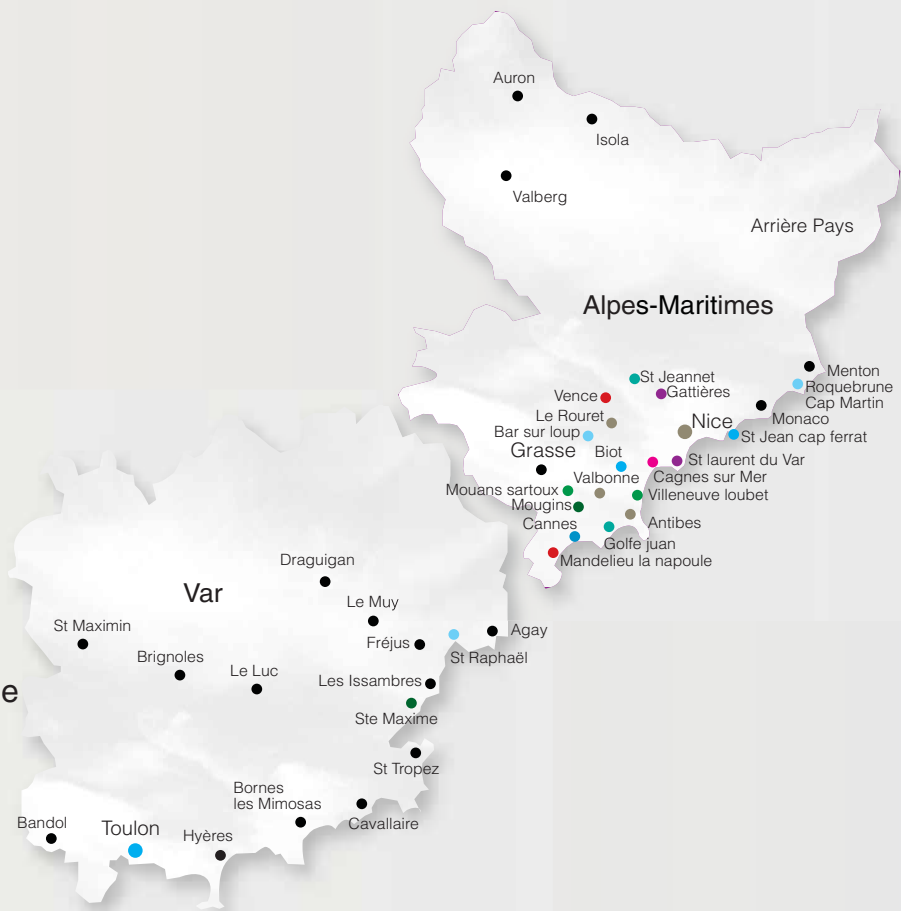 Auron
Isola
Valberg
Arrière Pays
Alpes-Maritimes
Menton
Roquebrune
Cap Martin
Monaco
St Jeannet
Gattières
Vence
Le Rouret
Nice
Bar sur loup
St Jean cap ferrat
Grasse
Biot
St laurent du Var
Cagnes sur Mer
Valbonne
Mouans sartoux
Villeneuve loubet
Mougins
Antibes
Cannes
Golfe juan
Mandelieu la napoule
Draguigan
Var
Le Muy
St Maximin
Agay
Fréjus
St Raphaël
Brignoles
Le Luc
Les Issambres
e
Ste Maxime
St Tropez
Bornes
les Mimosas
Cavallaire
Bandol
Toulon
Hyères